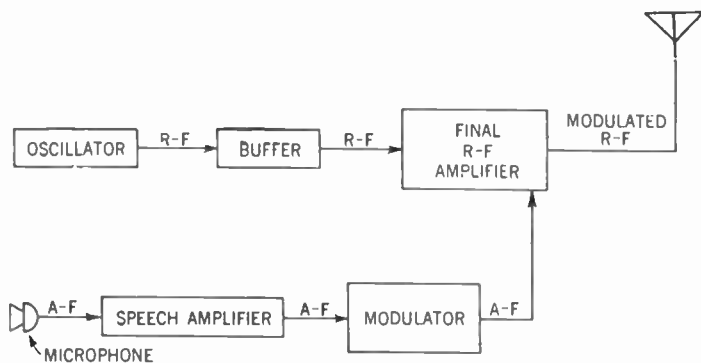 OSCILLATOR
R-F
BUFFER
R-F
FINAL
R-F
AMPLIFIER
MODULATED
R-F
A-F
SPEECH AMPLIFIER
A-F
MODULATOR
A-F
MICROPHONE